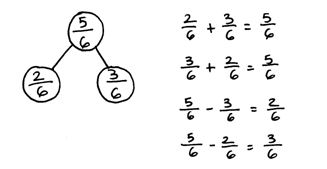 5/6
2/6 3/6
2/6 + 3/6 = 5/6
3/6 + 2/6 = 5/6
5/6 - 3/6 = 2/6
5/6 - 2/6 = 3/6